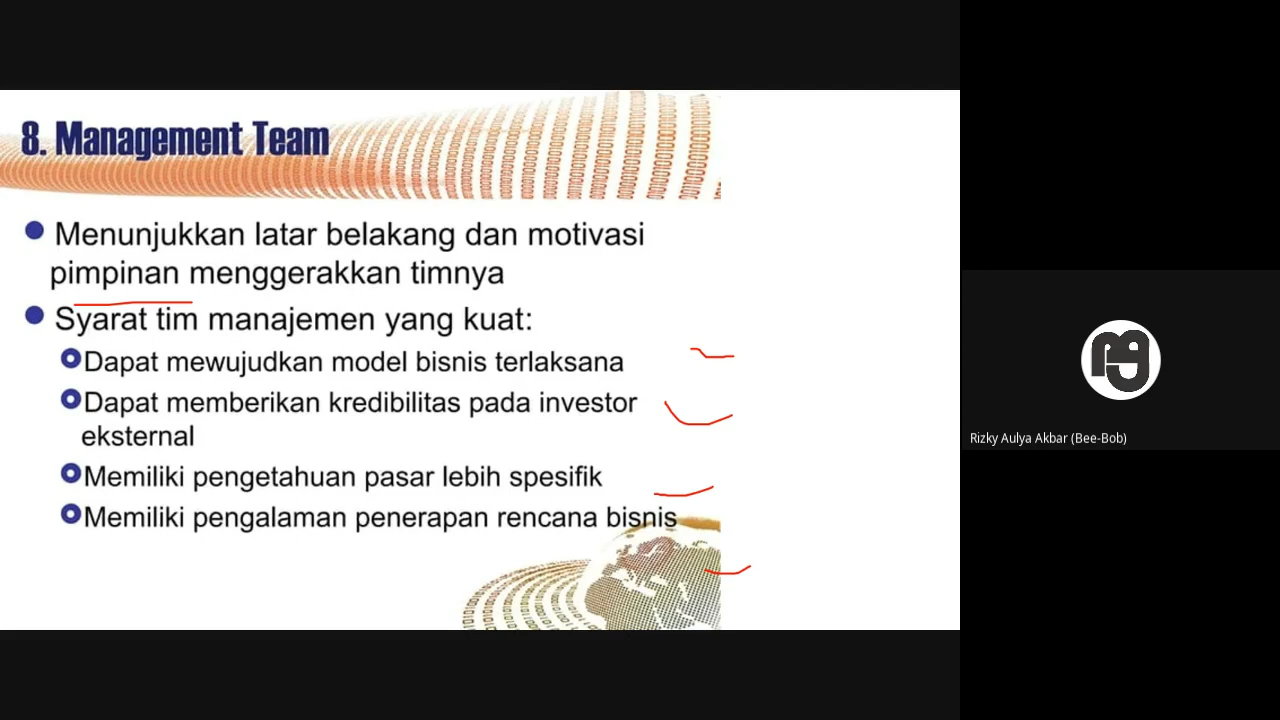 8. Management Team
Menunjukkan latar belakang dan motivasi
pimpinan menggerakkan timnya
Syarat tim manajemen yang kuat:
Dapat mewujudkan model bisnis terlaksana
Dapat memberikan kredibilitas pada investor
eksternal
Memiliki pengetahuan pasar lebih spesifik
Memiliki pengalaman penerapan rencana bisnis
Rizky Aulya Akbar (Bee-Bob)